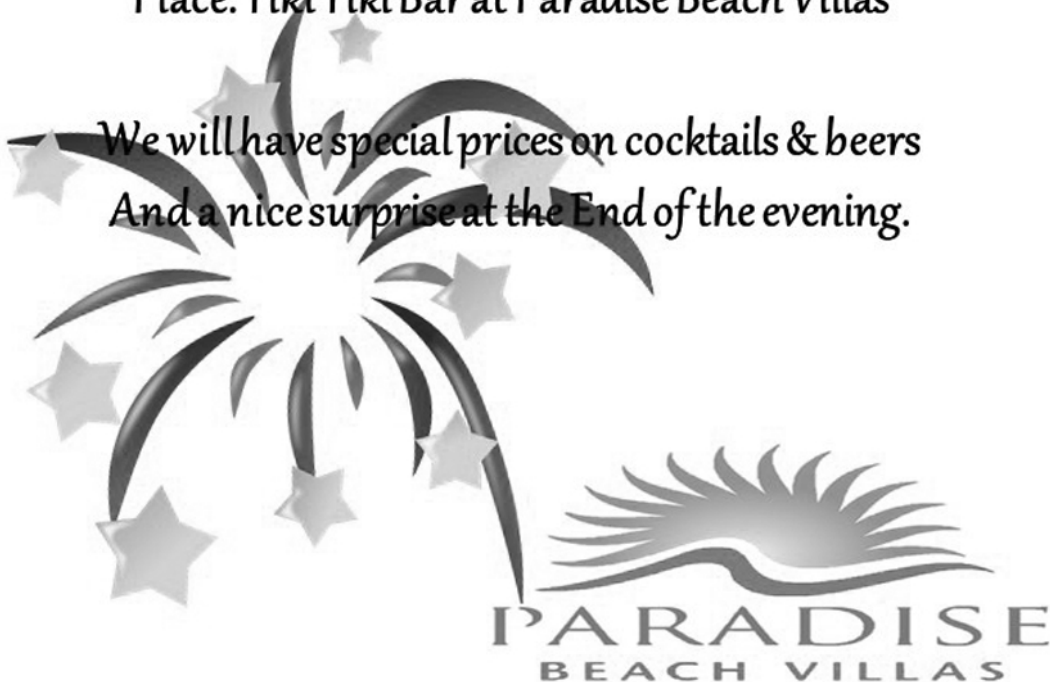 Place: Tiki Tiki Bar at Paradise Beach Villas
We will have special prices on cocktails & beers
And a nice surprise at the End of the evening.
PARADISE
BEACH VILLAS